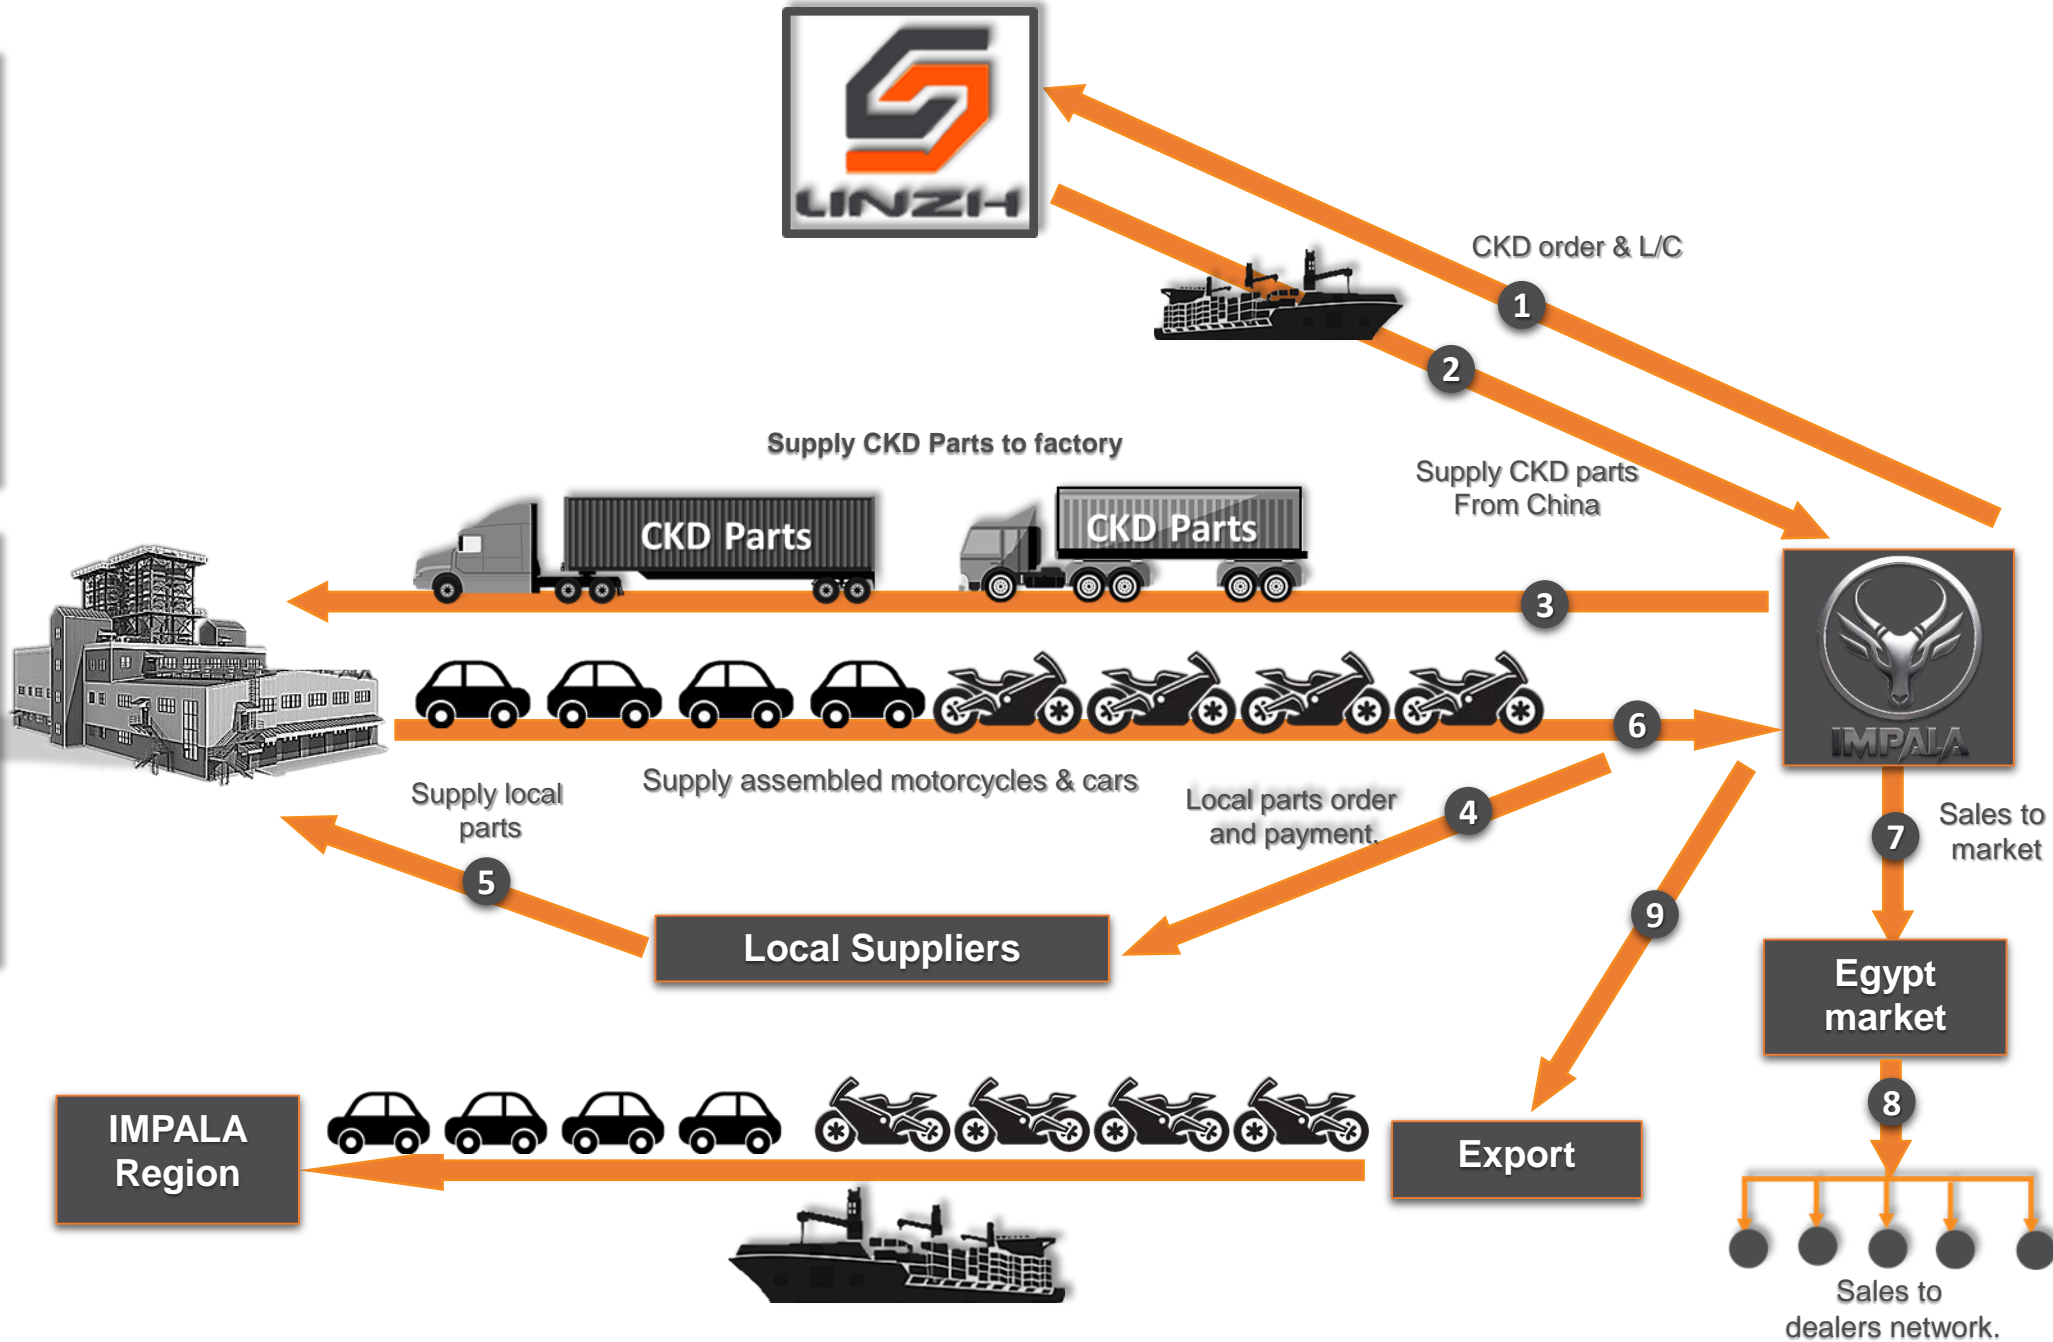 LINZH
CKD order & L/C
1
2
Supply CKD parts
From China
Supply CKD Parts to factory
CKD Parts
CKD Parts
3
IMPALA
6
Supply assembled motorcycles & cars
Supply local
parts
Local parts order
and payment.
4
5
7
Sales to
market
Local Suppliers
9
Egypt
market
8
IMPALA
Region
Export
Sales to
dealers network.